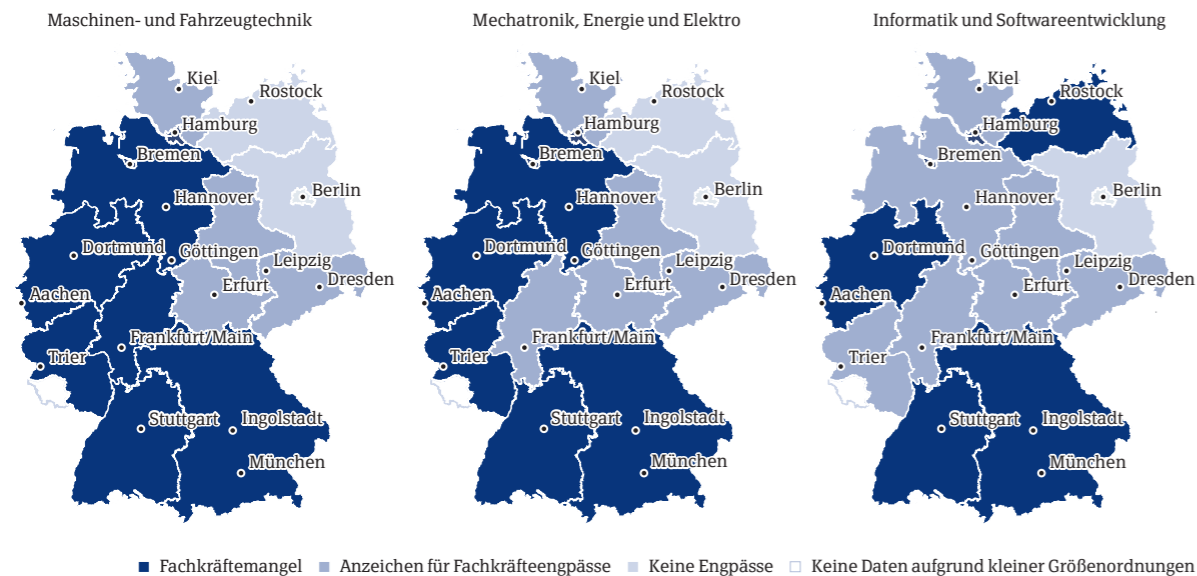 Maschinen- und Fahrzeugtechnik
Kiel
Rostock
Hamburg
Bremen
Hannover
Berlin
Dortmund
Göttingen
Leipzig
Dresden
Aachen
Erfurt
Frankfurt/Main
Trier
Stuttgart
Ingolstadt
München
Mechatronik, Energie und Elektro
Kiel
Rostock
Hamburg
Bremen
Hannover
Berlin
Dortmund
Göttingen
Leipzig
Dresden
Aachen
Erfurt
Frankfurt/Main
Trier
Stuttgart
Ingolstadt
München
Informatik und Softwareentwicklung
Kiel
Rostock
Hamburg
Bremen
Hannover
Berlin
Dortmund
Göttingen
Leipzig
Dresden
Aachen
Erfurt
Frankfurt/Main
Trier
Stuttgart
Ingolstadt
München
Fachkräftemangel Anzeichen für Fachkräfteengpässe Keine Engpässe Keine Daten aufgrund kleiner Größenordnungen